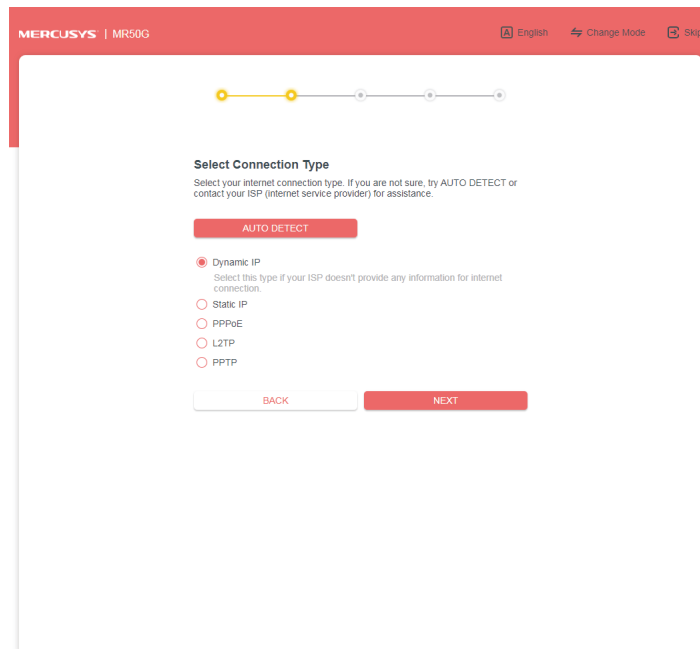 MERCUSYS | MR50G
A English Change Mode Skip
Select Connection Type
Select your internet connection type. If you are not sure, try AUTO DETECT or
contact your ISP (internet service provider) for assistance.
AUTO DETECT
Dynamic IP
Select this type if your ISP doesn't provide any information for internet
connection.
Static IP
PPPoE
L2TP
PPTP
BACK NEXT